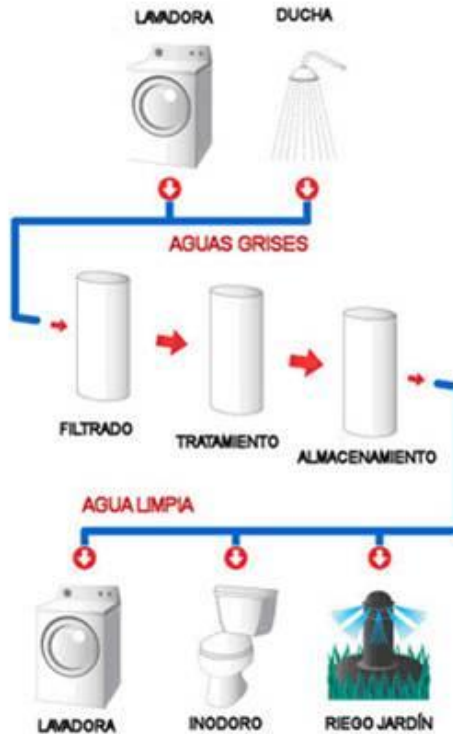 LAVADORA
DUCHA
AGUAS GRISES
FILTRADO
TRATAMIENTO
ALMACENAMIENTO
AGUA LIMPIA
LAVADORA
INODORO
RIEGO JARDÍN